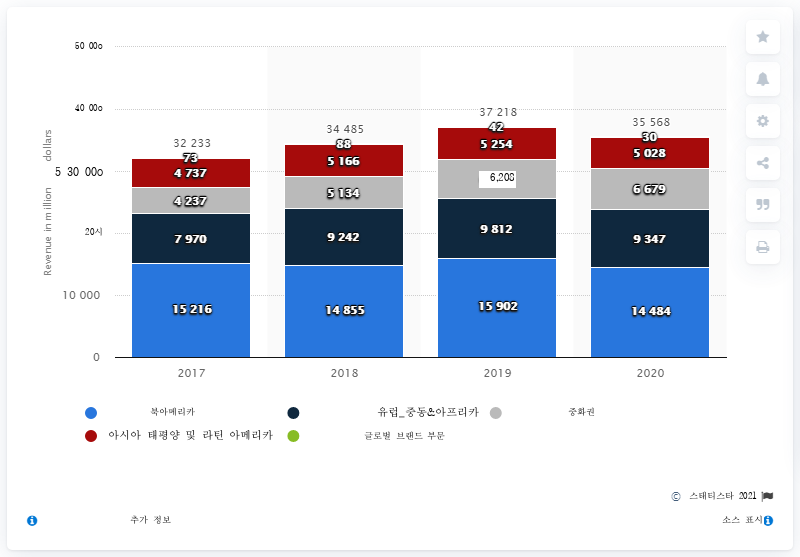 50 00o
40 00o
5 30 00o
20시
10 000
0
Revenue in million dollars
32 233
73
4 737
4 237
7 970
15 216
34 485
88
5 166
5 134
9 242
14 855
37 218
42
5 254
6,208
9 812
15 902
35 568
30
5 028
6 679
9 347
14 484
2017 2018 2019 2020
북아메리카 유럽_중동&아프리카 중화권
아시아 태평양 및 라틴 아메리카 글로벌 브랜드 부문
© 스태티스타 2021
추가 정보 소스 표시